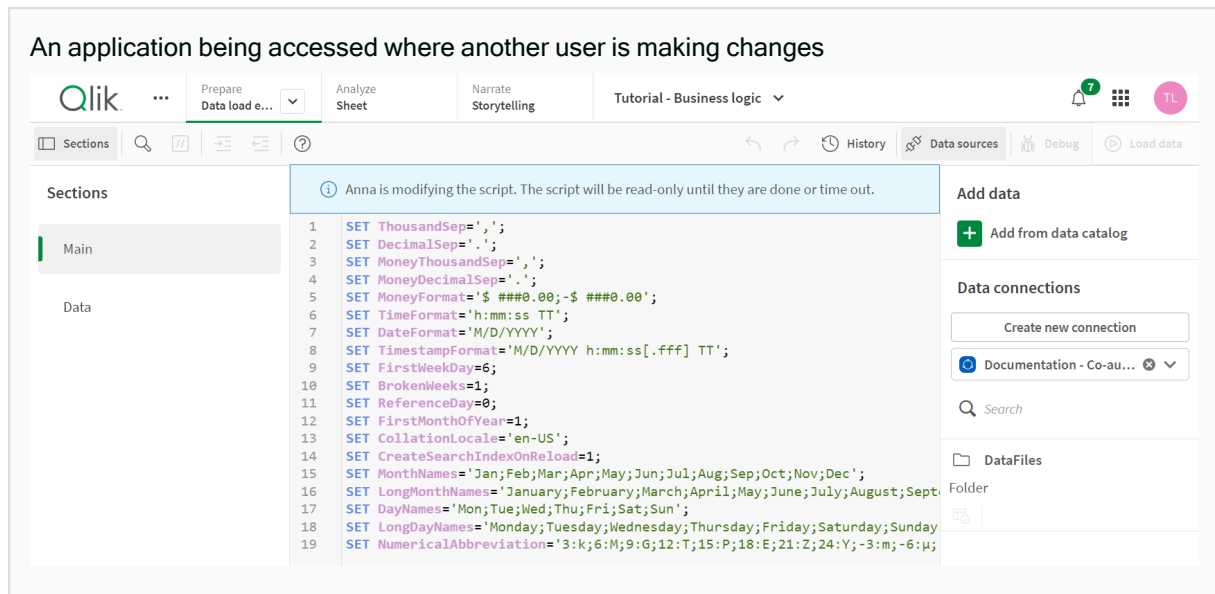 An application being accessed where another user is making changes
Qlik
Prepare
Data load e...
Analyze
Sheet
Narrate
Storytelling
Tutorial - Business logic
7
TL
Sections
//
?
History
Data sources
Debug
Load data
Sections
Main
Data
Anna is modifying the script. The script will be read-only until they are done or time out.
1 SET ThousandSep=',';
2 SET DecimalSep='.';
3 SET MoneyThousandSep=',';
4 SET MoneyDecimalSep='.';
5 SET MoneyFormat='$ ###0.00;-$ ###0.00';
6 SET TimeFormat='h:mm:ss TT';
7 SET DateFormat='M/D/YYYY';
8 SET TimestampFormat='M/D/YYYY h:mm:ss[.fff] TT';
9 SET FirstWeekDay=6;
10 SET BrokenWeeks=1;
11 SET ReferenceDay=0;
12 SET FirstMonthOfYear=1;
13 SET CollationLocale='en-US';
14 SET CreateSearchIndexOnReload=1;
15 SET MonthNames='Jan;Feb;Mar;Apr;May;Jun;Jul;Aug;Sep;Oct;Nov;Dec';
16 SET LongMonthNames='January;February;March;April;May;June;July;August;Sept
17 SET DayNames='Mon;Tue;Wed;Thu;Fri;Sat;Sun';
18 SET LongDayNames='Monday;Tuesday;Wednesday;Thursday;Friday;Saturday;Sunday
19 SET NumericalAbbreviation='3:k;6:M;9:G;12:T;15:P;18:E;21:Z;24:Y;-3:m;-6:μ;
Add data
Add from data catalog
Data connections
Create new connection
Documentation - Co-au...
Search
DataFiles
Folder